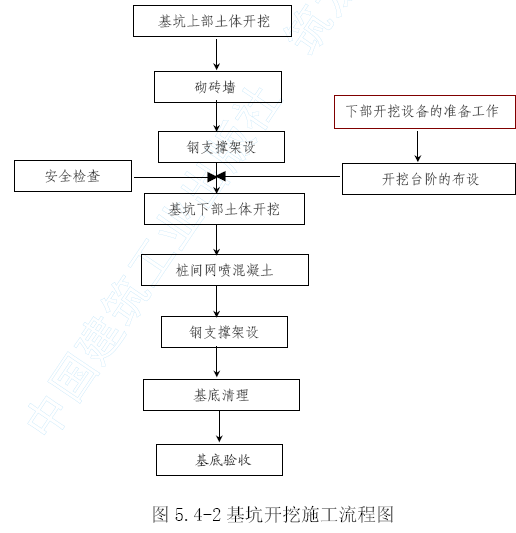 基坑上部土体开挖
砌砖墙
下部开挖设备的准备工作
钢支撑架设
安全检查
开挖台阶的布设
基坑下部土体开挖
桩间网喷混凝土
钢支撑架设
基底清理
基底验收
图 5.4-2 基坑开挖施工流程图